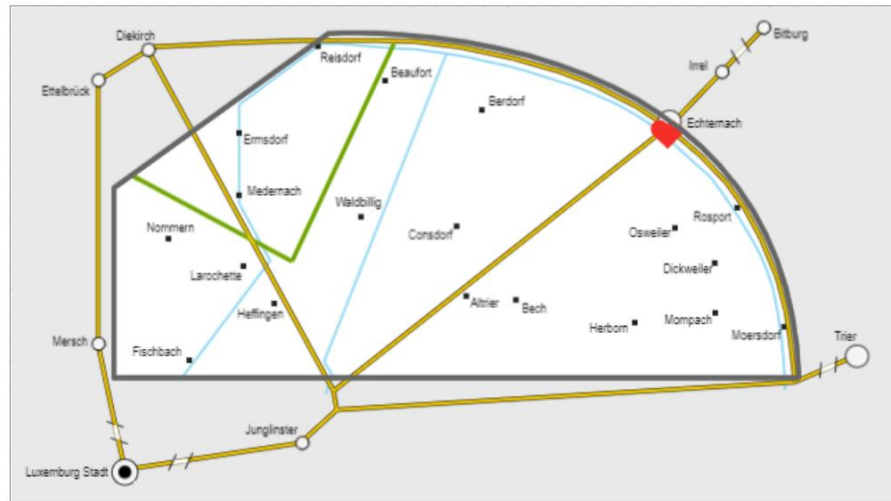 Bitburg
Diekirch
Reisdorf
Irrel
Beaufort
Ettelbrück
Berdorf
Echternach
Ermsdorf
Medernach
Waldbillig
Rosport
Nommern
Consdorf
Osweiler
Larochette
Dickweiler
Altrier
Bech
Heffingen
Herborn
Mompach
Moersdorf
Trier
Mersch
Fischbach
Junglinster
Luxemburg Stadt